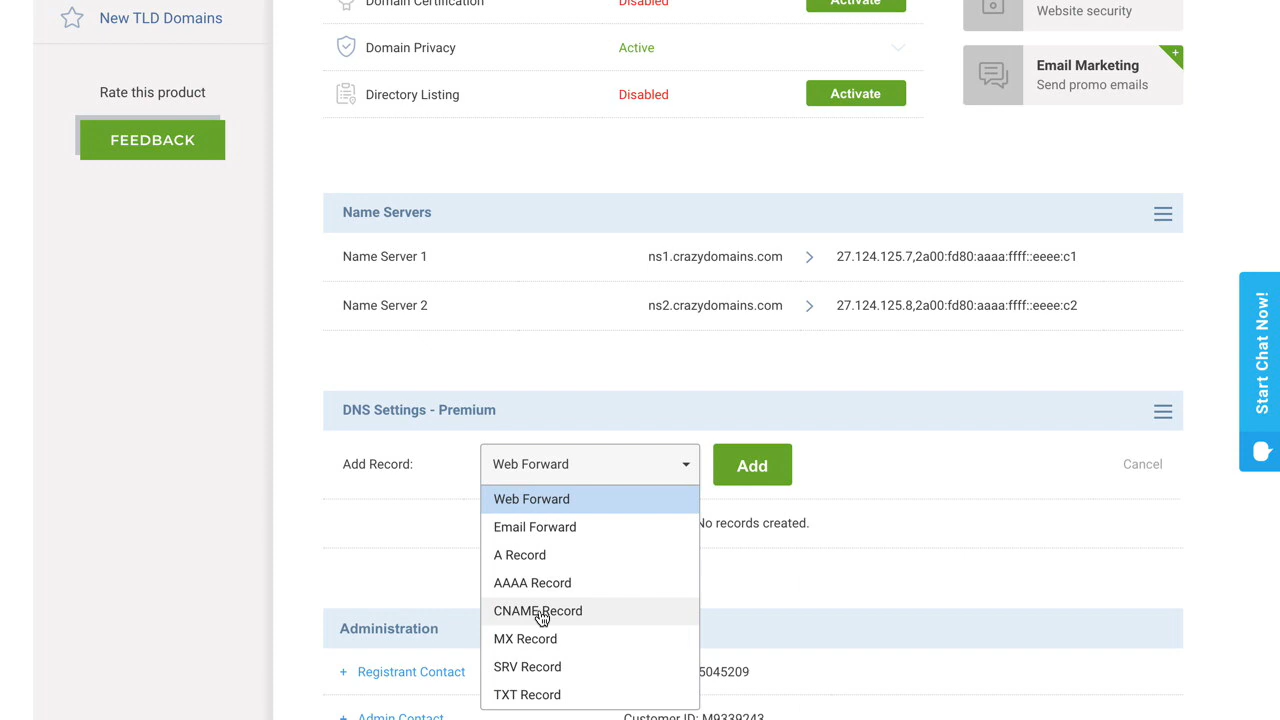 New TLD Domains
Rate this product
FEEDBACK
Domain Certification Disabled Activate
Domain Privacy Active
Directory Listing Disabled Activate
Website security
Email Marketing
Send promo emails
Name Servers
Name Server 1 ns1.crazydomains.com 27.124.125.7,2a00:fd80:aaaa:ffff::eeee:c1
Name Server 2 ns2.crazydomains.com 27.124.125.8,2a00:fd80:aaaa:ffff::eeee:c2
DNS Settings - Premium
Add Record: Web Forward Add Cancel
Web Forward
Email Forward
No records created.
A Record
AAAA Record
CNAME Record
MX Record
SRV Record
TXT Record
Administration
+ Registrant Contact 5045209
+ Admin Contact Customer ID: M9339243
Start Chat Now!